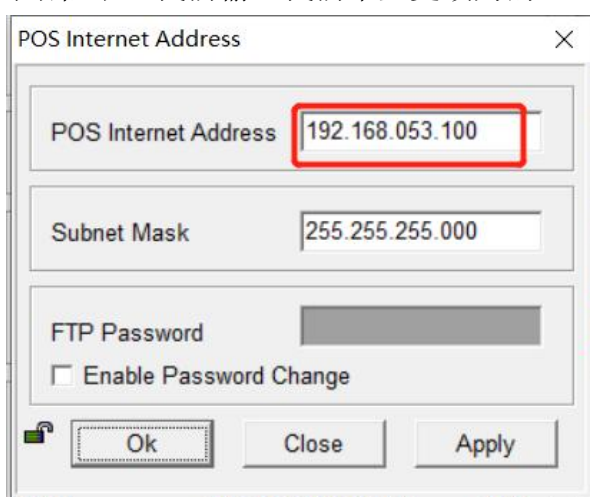 POS Internet Address
POS Internet Address 192.168.053.100
Subnet Mask 255.255.255.000
FTP Password
Enable Password Change
Ok Close Apply